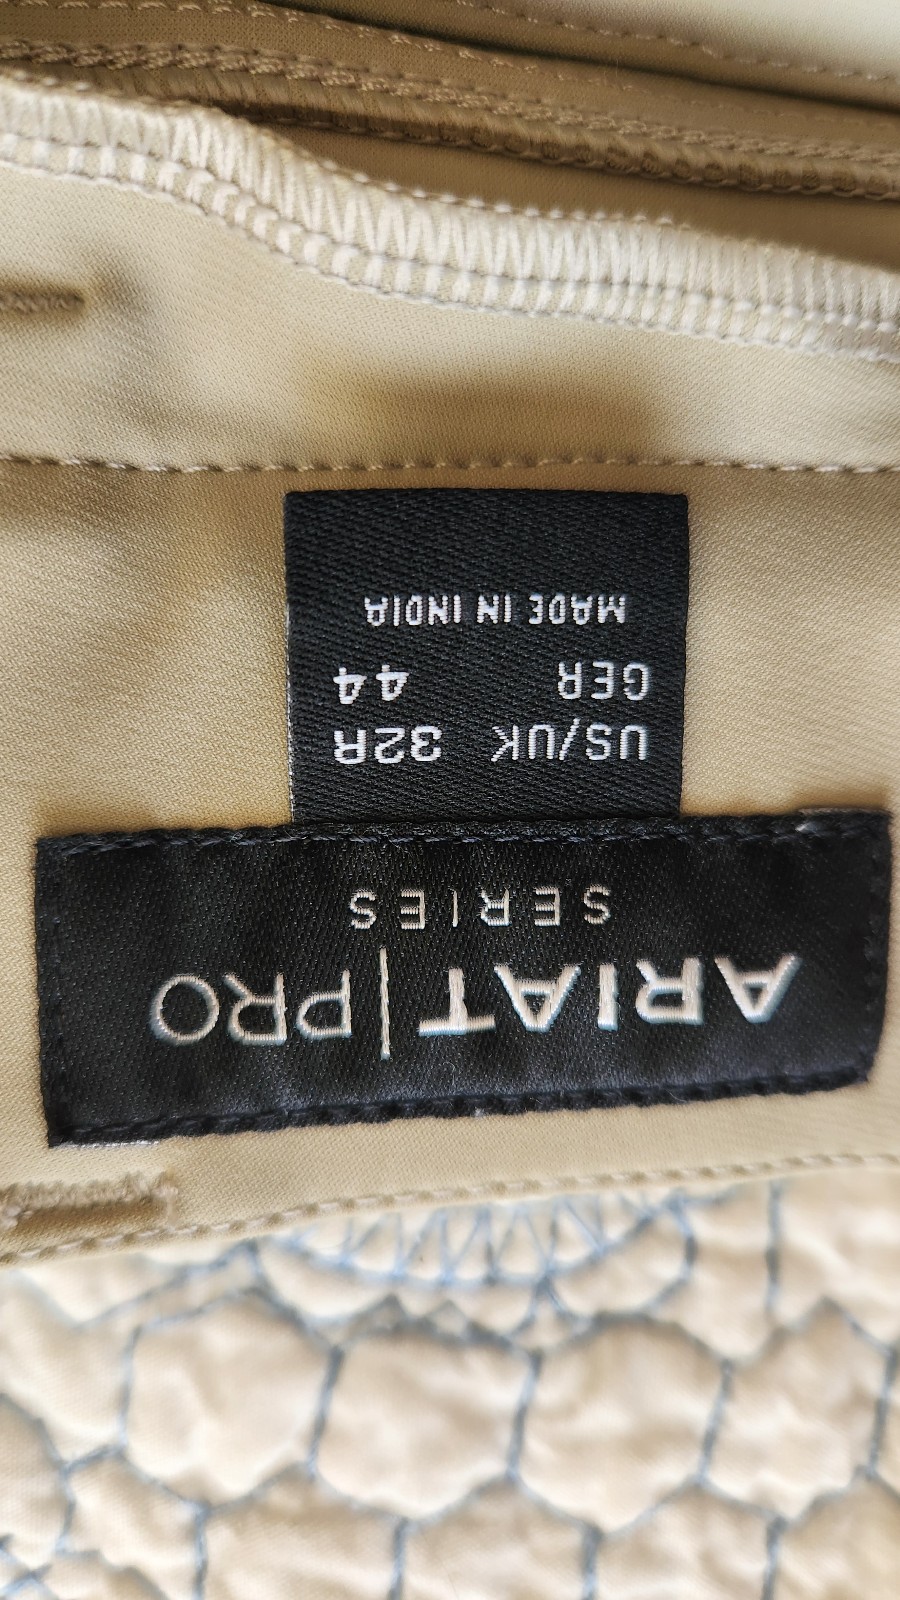 ARIAT | PRO
SERIES
US/UK 32R
GER 44
MADE IN INDIA